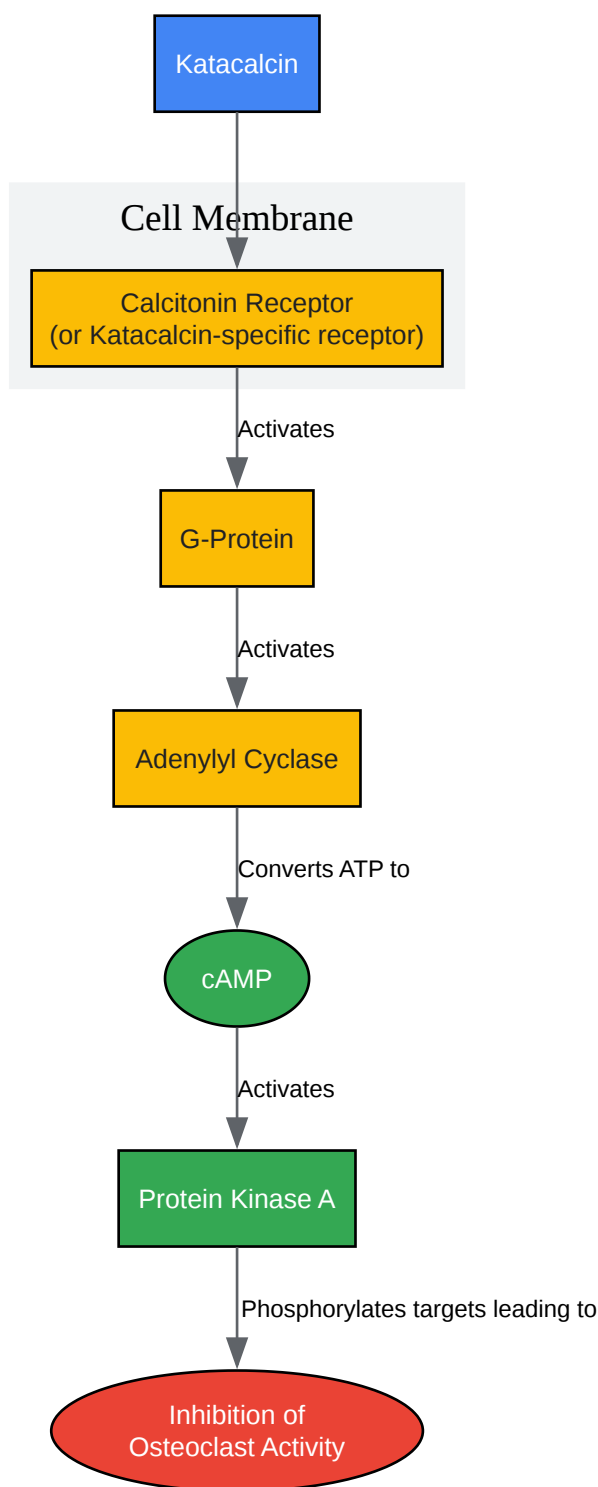 Katacalcin
Cell Membrane
Calcitonin Receptor
(or Katacalcin-specific receptor)
Activates
G-Protein
Activates
Adenylyl Cyclase
Converts ATP to
cAMP
Activates
Protein Kinase A
Phosphorylates targets leading to
Inhibition of
Osteoclast Activity